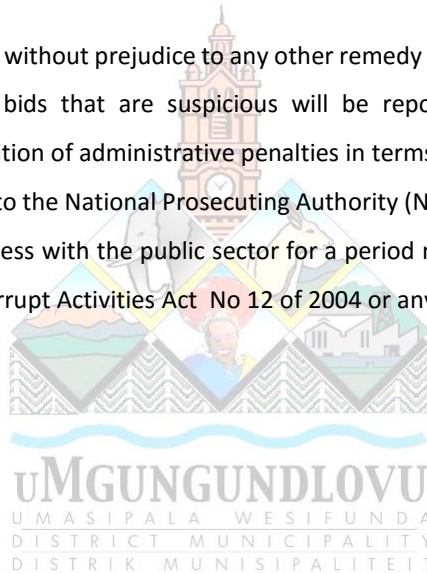 without prejudice to any other remedy
bids that are suspicious will be repo
ition of administrative penalties in terms
to the National Prosecuting Authority (N
ess with the public sector for a period
rrupt Activities Act No 12 of 2004 or any
uMGUNGUNDLOVU
UMASIPALA WESIFUNDA
DISTRICT MUNICIPALITY
DISTRIK MUNISIPALITEIT